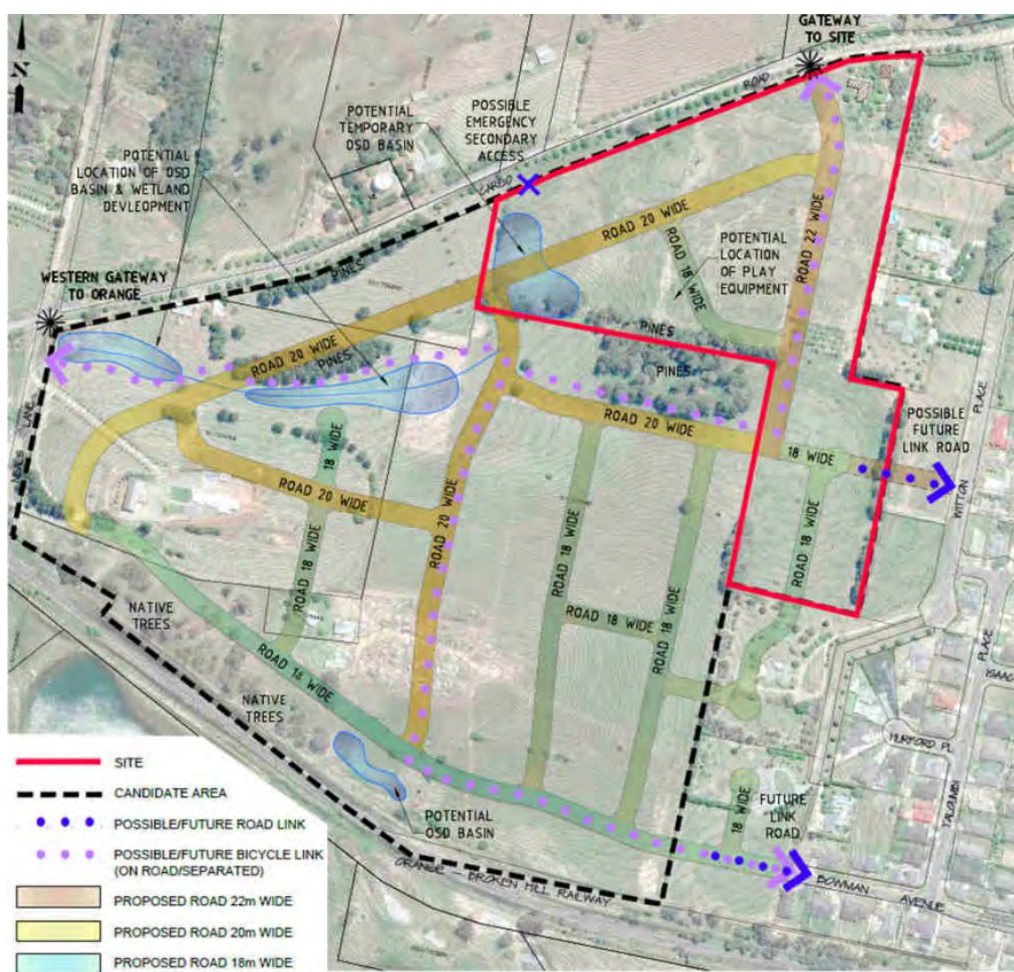 GATEWAY
TO SITE
N
POTENTIAL
TEMPORARY
OSD BASIN
POSSIBLE
EMERGENCY
SECONDARY
ACCESS
ROAD
CARGO
POTENTIAL
LOCATION OF OSD
BASIN & WETLAND
DEVLEOPMENT
PINES
WESTERN GATEWAY
TO ORANGE
ROAD 20 WIDE
ROAD 18 WIDE
POTENTIAL
LOCATION
OF PLAY
EQUIPMENT
ROAD 22 WIDE
PINES
PINES
ROAD 20 WIDE
PINES
ROAD 20 WIDE
18 WIDE
POSSIBLE
FUTURE
LINK ROAD
PLACE
WITTON
LANE
18 WIDE
ROAD 20 WIDE
ROAD 20 WIDE
ROAD 18 WIDE
ROAD 18 WIDE
ROAD 18 WIDE
ROAD 18 WIDE
ROAD 18 WIDE
NATIVE
TREES
ROAD 18 WIDE
NATIVE
TREES
PLACE
ISAAC
MURFORD PL
POTENTIAL
OSD BASIN
18 WIDE
FUTURE
LINK
ROAD
BOWMAN
AVENUE
ORANGE - BROKEN HILL RAILWAY
SITE
CANDIDATE AREA
POSSIBLE/FUTURE ROAD LINK
POSSIBLE/FUTURE BICYCLE LINK
(ON ROAD/SEPARATED)
PROPOSED ROAD 22m WIDE
PROPOSED ROAD 20m WIDE
PROPOSED ROAD 18m WIDE